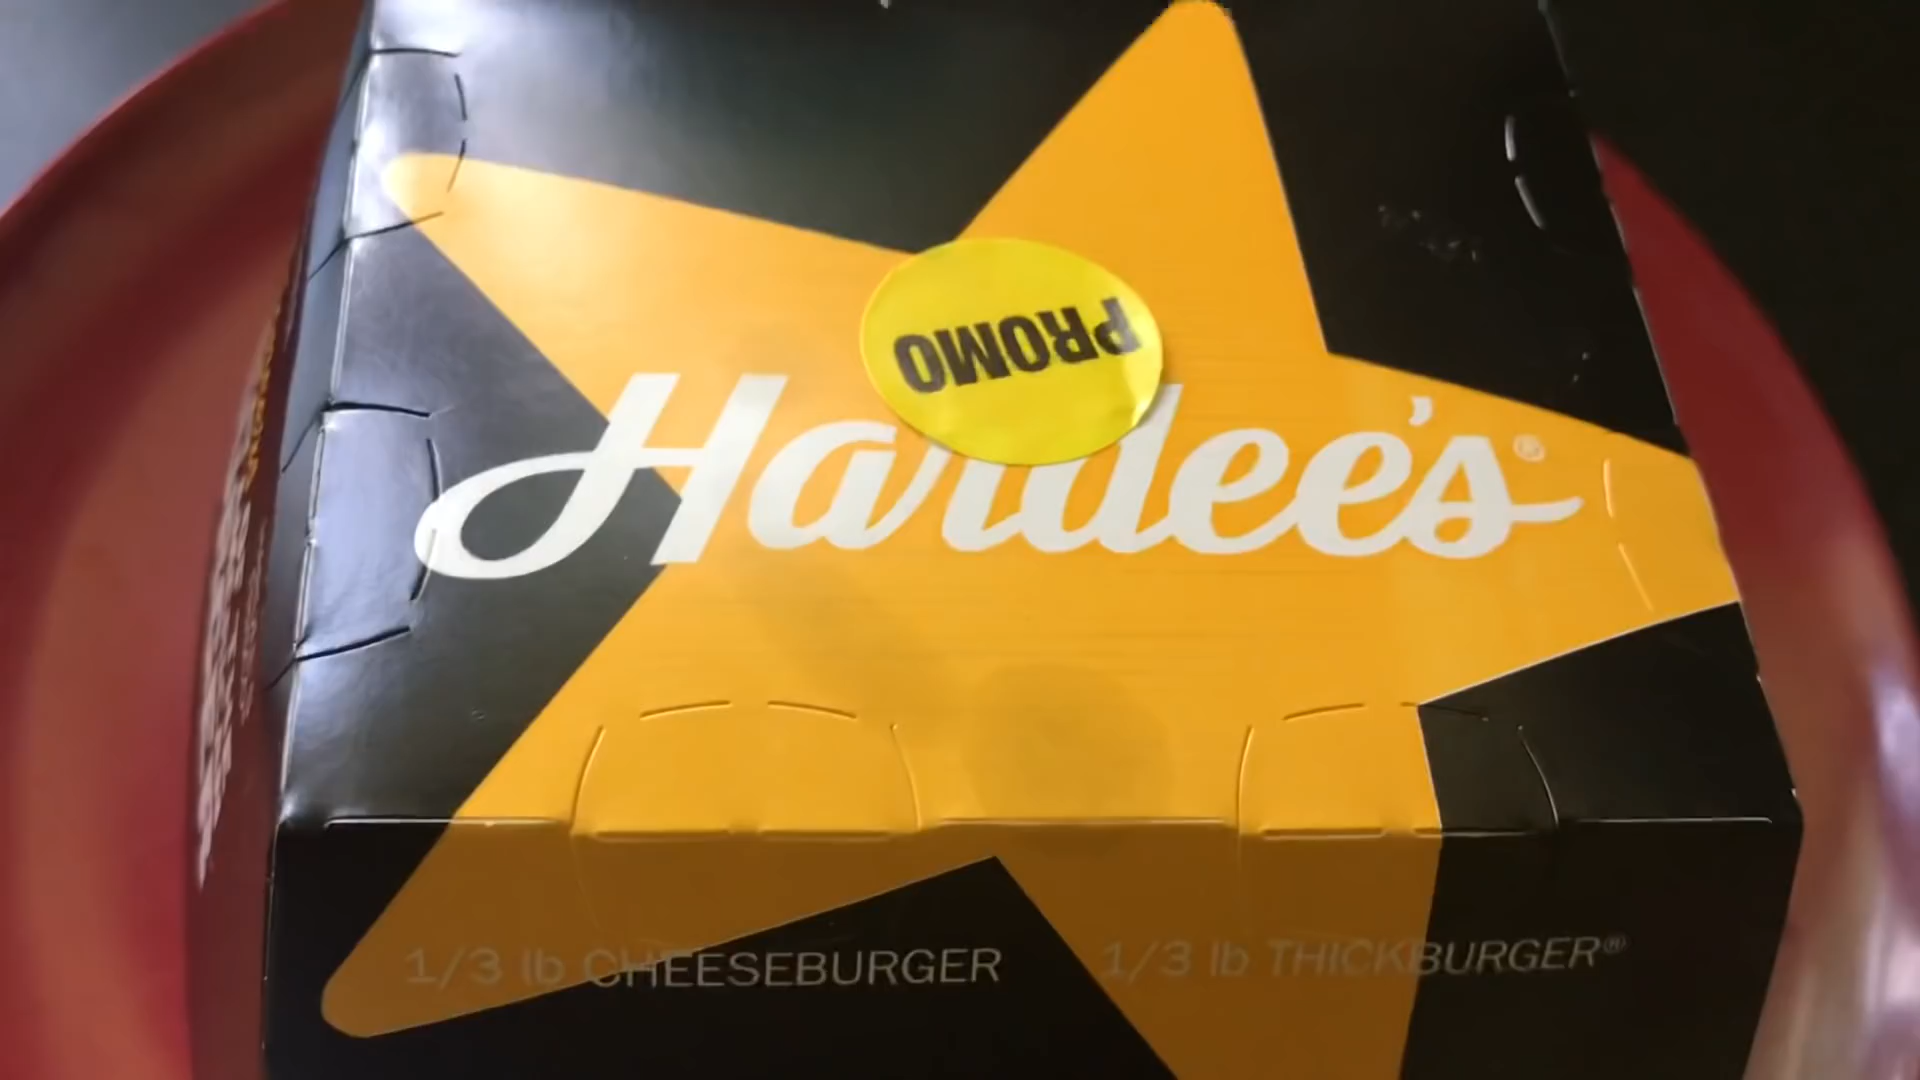 PROMO
Hardee's®
1/3 lb CHEESEBURGER
1/3 lb THICKBURGER®